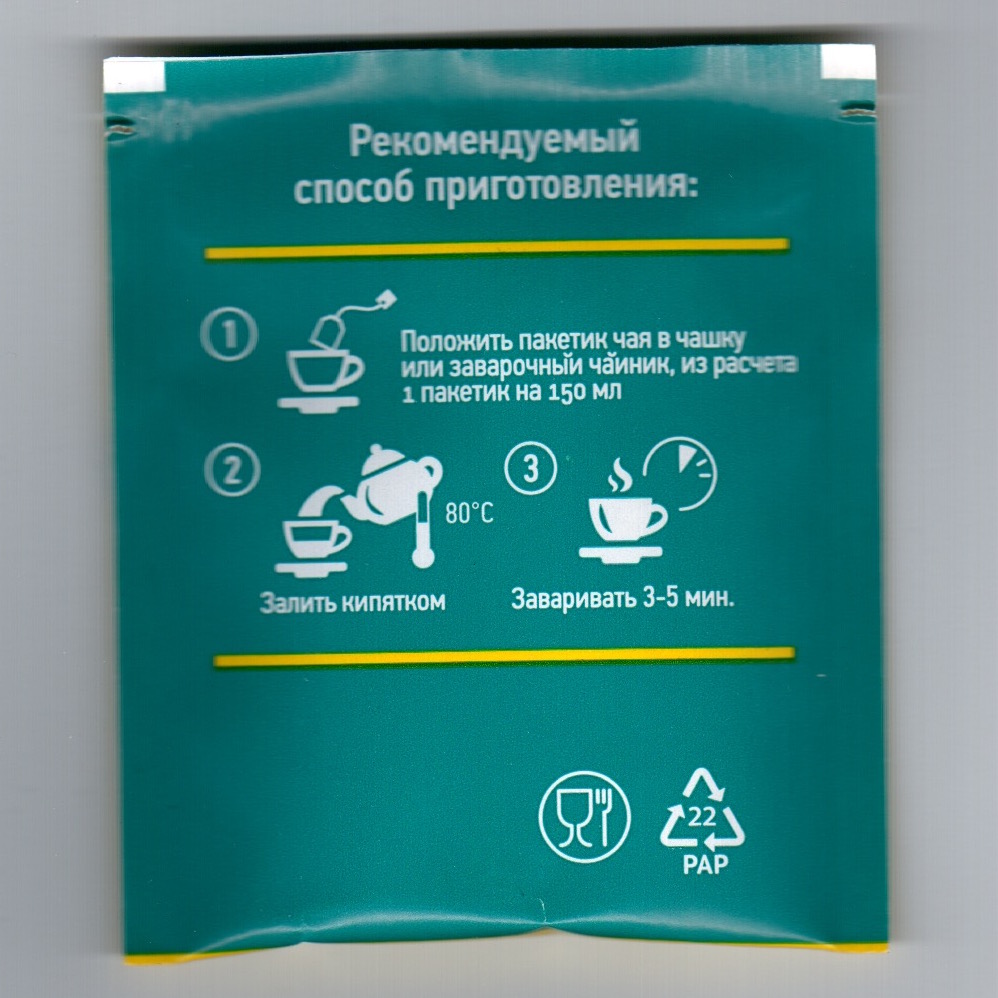 Рекомендуемый
способ приготовления:
1
Положить пакетик чая в чашку
или заварочный чайник, из расчета
1 пакетик на 150 мл
2
80°C
Залить кипятком
3
Заваривать 3-5 мин.
22
PAP